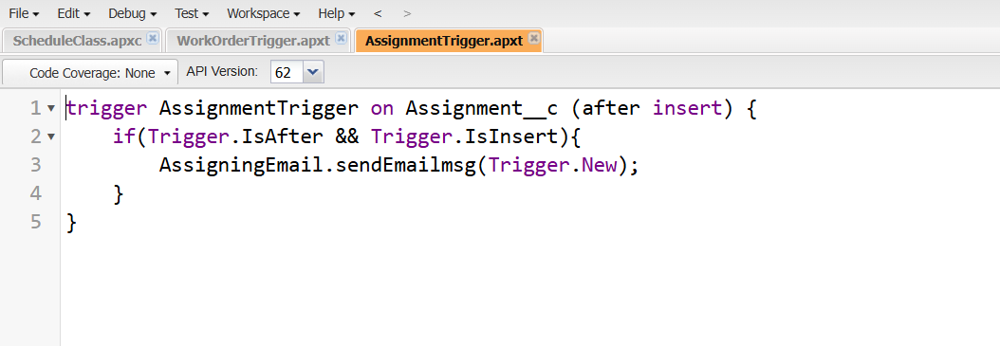 File Edit Debug Test Workspace Help < >
ScheduleClass.apxc WorkOrderTrigger.apxt AssignmentTrigger.apxt
Code Coverage: None API Version: 62
1 trigger AssignmentTrigger on Assignment__c (after insert) {
2 if(Trigger.IsAfter && Trigger.IsInsert){
3 AssigningEmail.sendEmailmsg(Trigger.New);
4 }
5 }